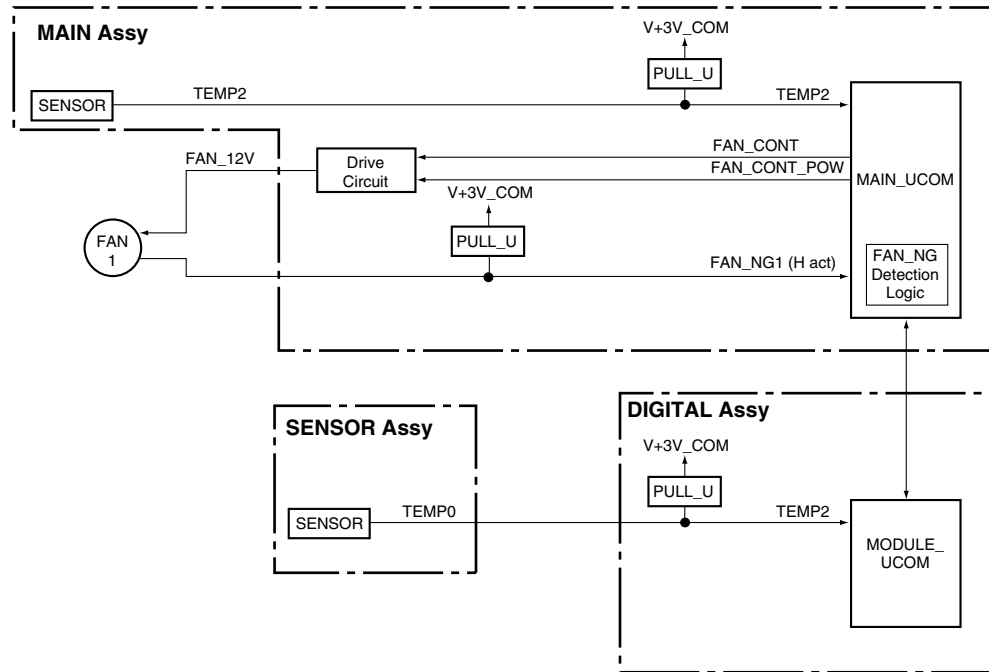 MAIN Assy
V+3V_COM
PULL_U
SENSOR
TEMP2
TEMP2
FAN_CONT
FAN_12V
Drive
Circuit
FAN_CONT_POW
MAIN_UCOM
V+3V_COM
PULL_U
FAN
1
FAN_NG1 (H act)
FAN_NG
Detection
Logic
SENSOR Assy
DIGITAL Assy
V+3V_COM
PULL_U
SENSOR
TEMP0
TEMP2
MODULE_
UCOM